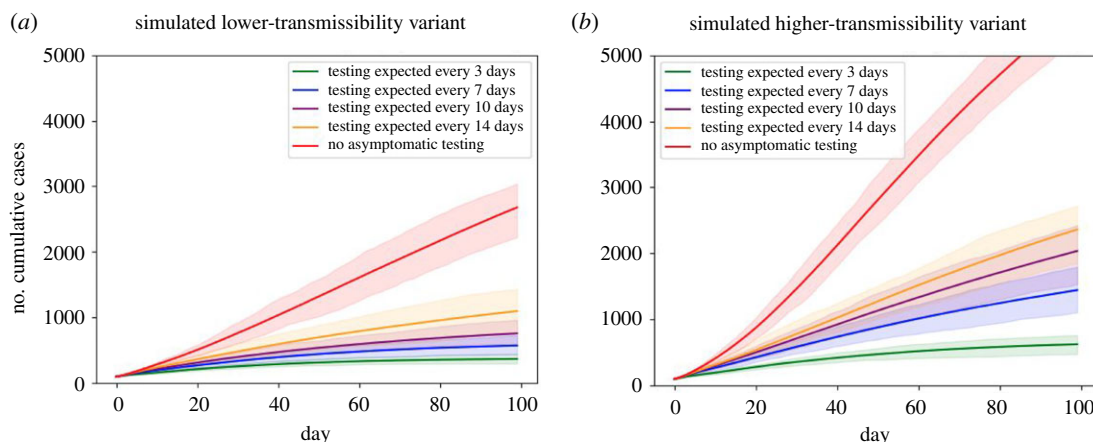 (a) simulated lower-transmissibility variant
5000
4000
3000
2000
1000
0
no. cumulative cases
testing expected every 3 days
testing expected every 7 days
testing expected every 10 days
testing expected every 14 days
no asymptomatic testing
0 20 40 60 80 100
day
(b) simulated higher-transmissibility variant
5000
4000
3000
2000
1000
0
testing expected every 3 days
testing expected every 7 days
testing expected every 10 days
testing expected every 14 days
no asymptomatic testing
0 20 40 60 80 100
day